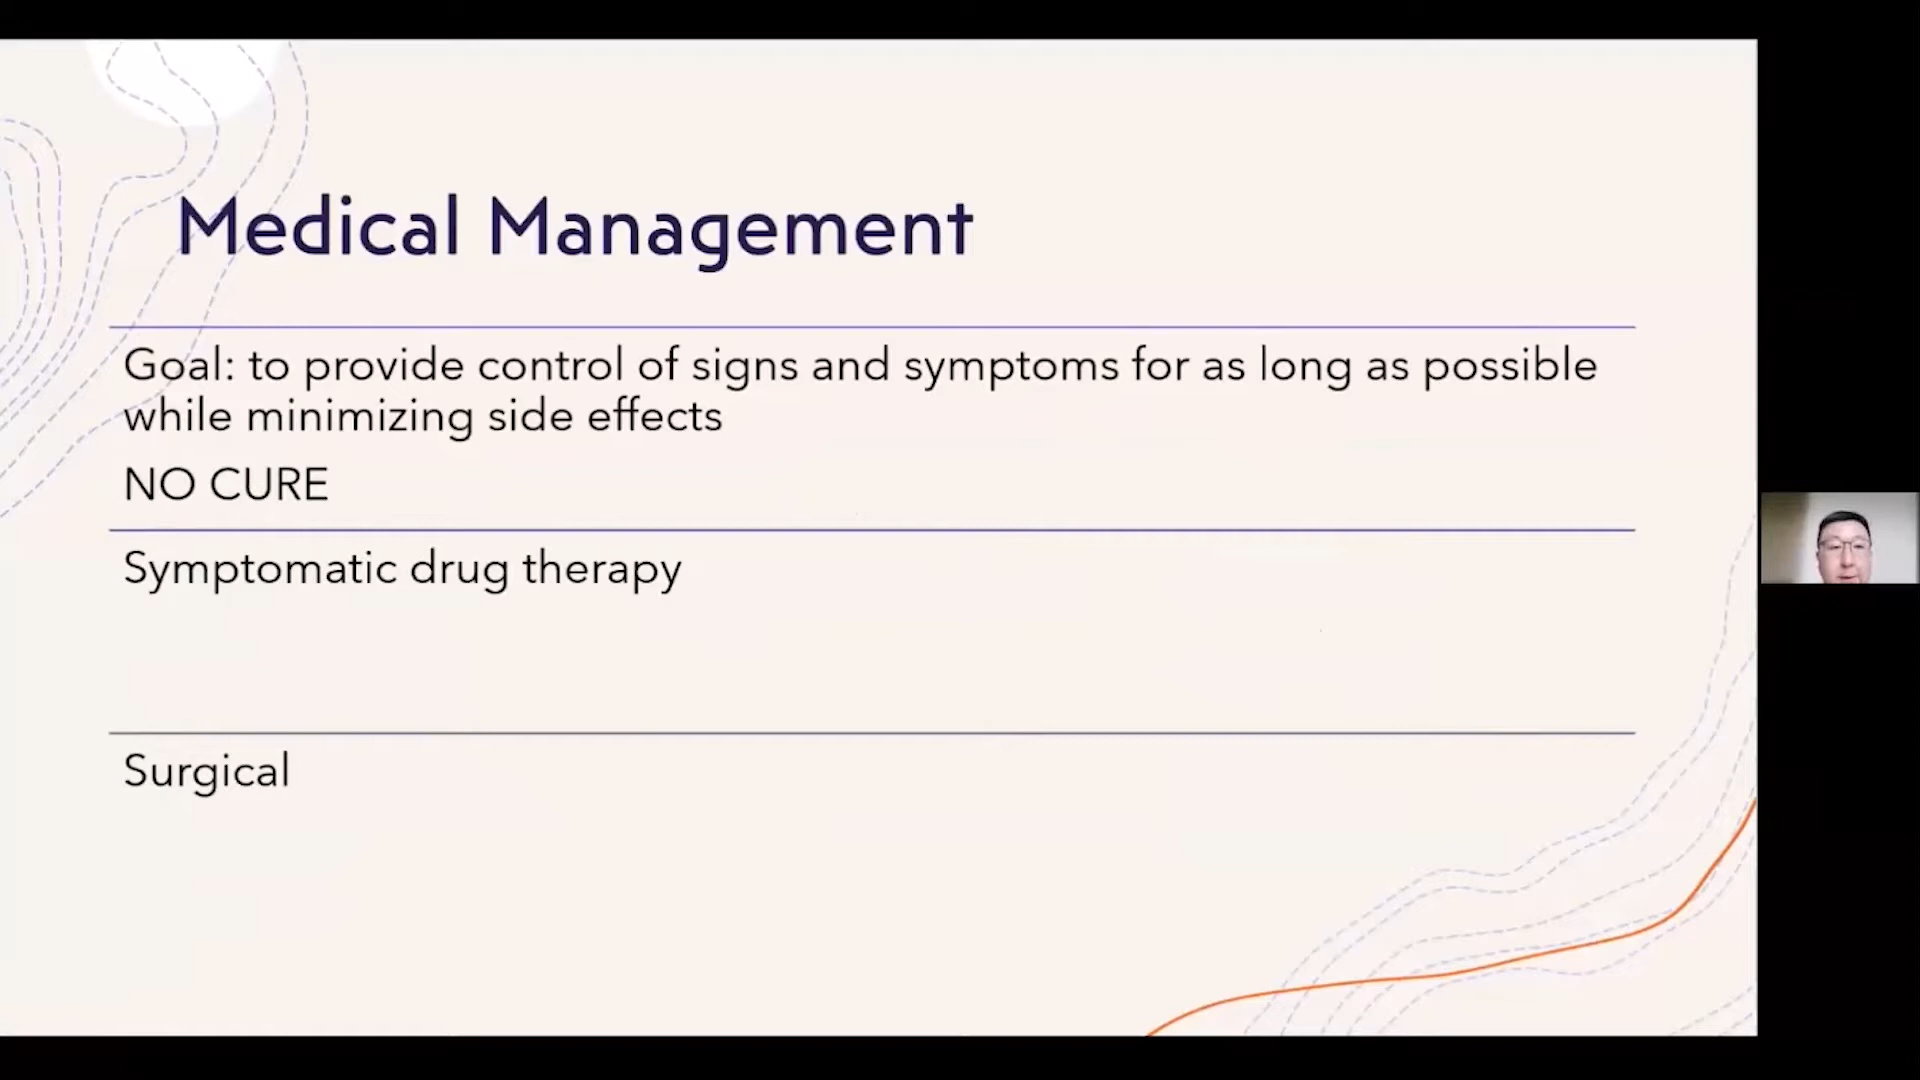 Medical Management
Goal: to provide control of signs and symptoms for as long as possible
while minimizing side effects
NO CURE
Symptomatic drug therapy
Surgical